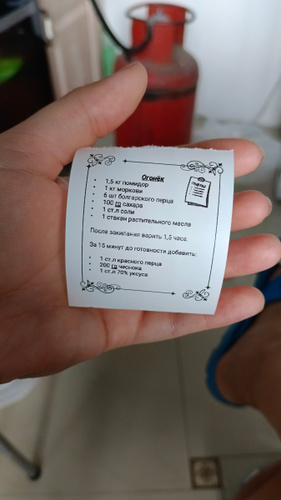 Огонёк
• 1,5 кг помидор
• 1 кг моркови
• 6 шт болгарского перца
• 100 гр сахара
• 1 ст.л соли
• 1 стакан растительного масла
После закипания варить 1,5 часа.
За 15 минут до готовности добавить:
• 1 ст.л красного перца
• 200 гр чеснока
• 1 ст.л 70% уксуса